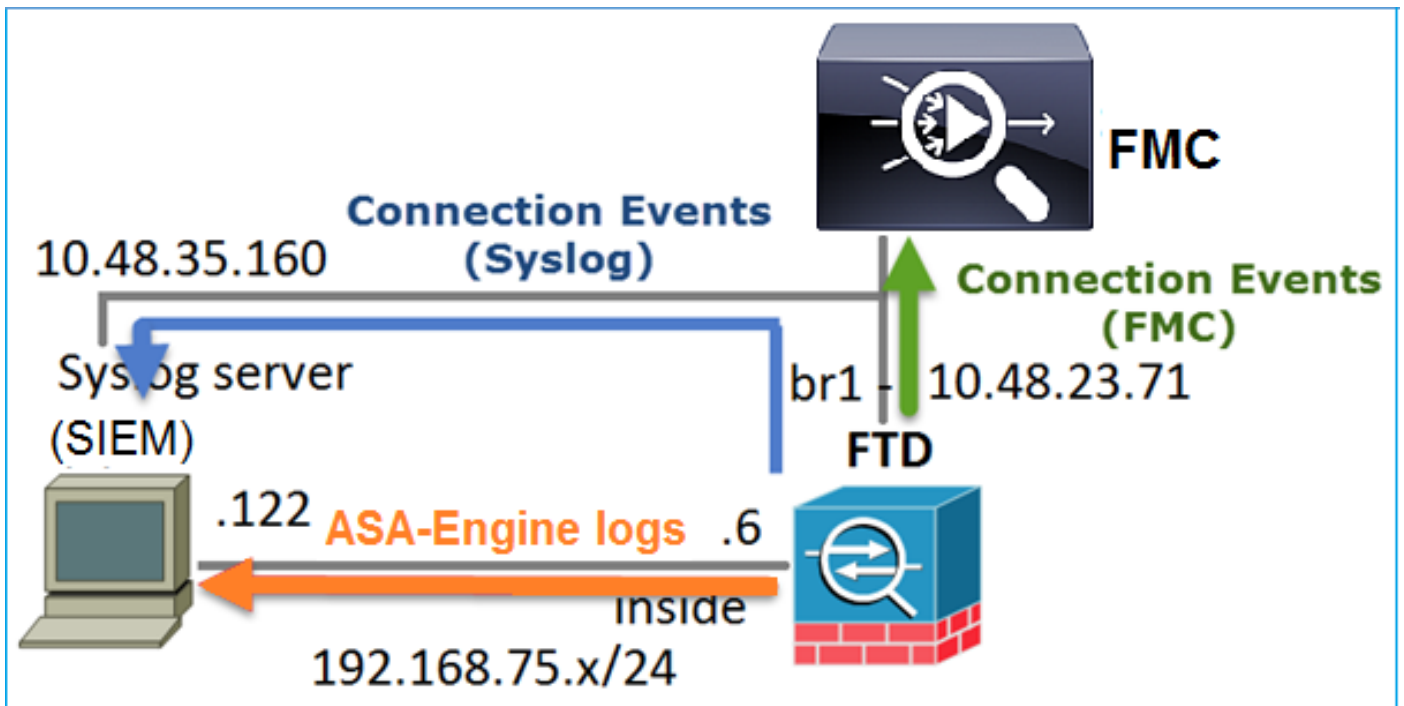 FMC
Connection Events
(Syslog)
10.48.35.160
Connection Events
(FMC)
Syslog server
(SIEM)
br1 - 10.48.23.71
FTD
.122
ASA-Engine logs
.6
inside
192.168.75.x/24